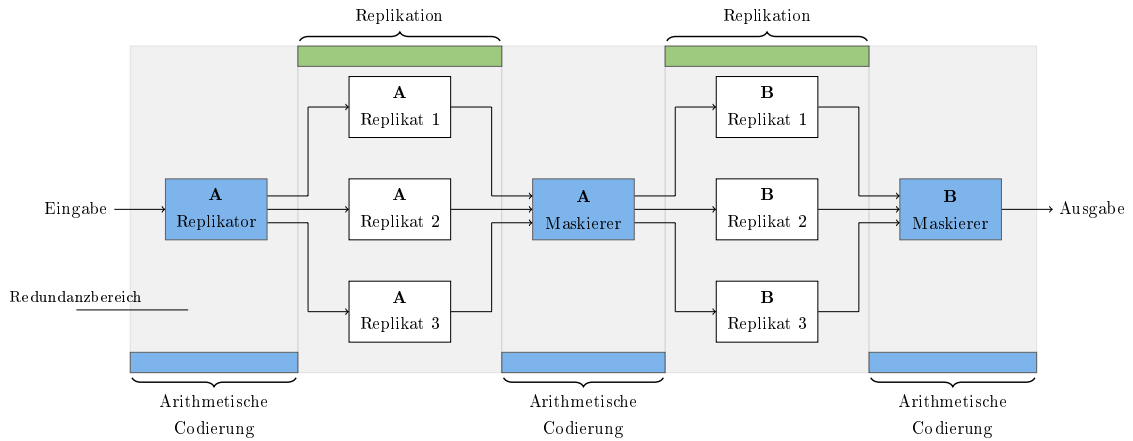 Replikation
Replikation
A
Replikat 1
B
Replikat 1
Eingabe
A
Replikator
A
Replikat 2
A
Maskierer
B
Replikat 2
B
Maskierer
Ausgabe
Redundanzbereich
A
Replikat 3
B
Replikat 3
Arithmetische
Codierung
Arithmetische
Codierung
Arithmetische
Codierung